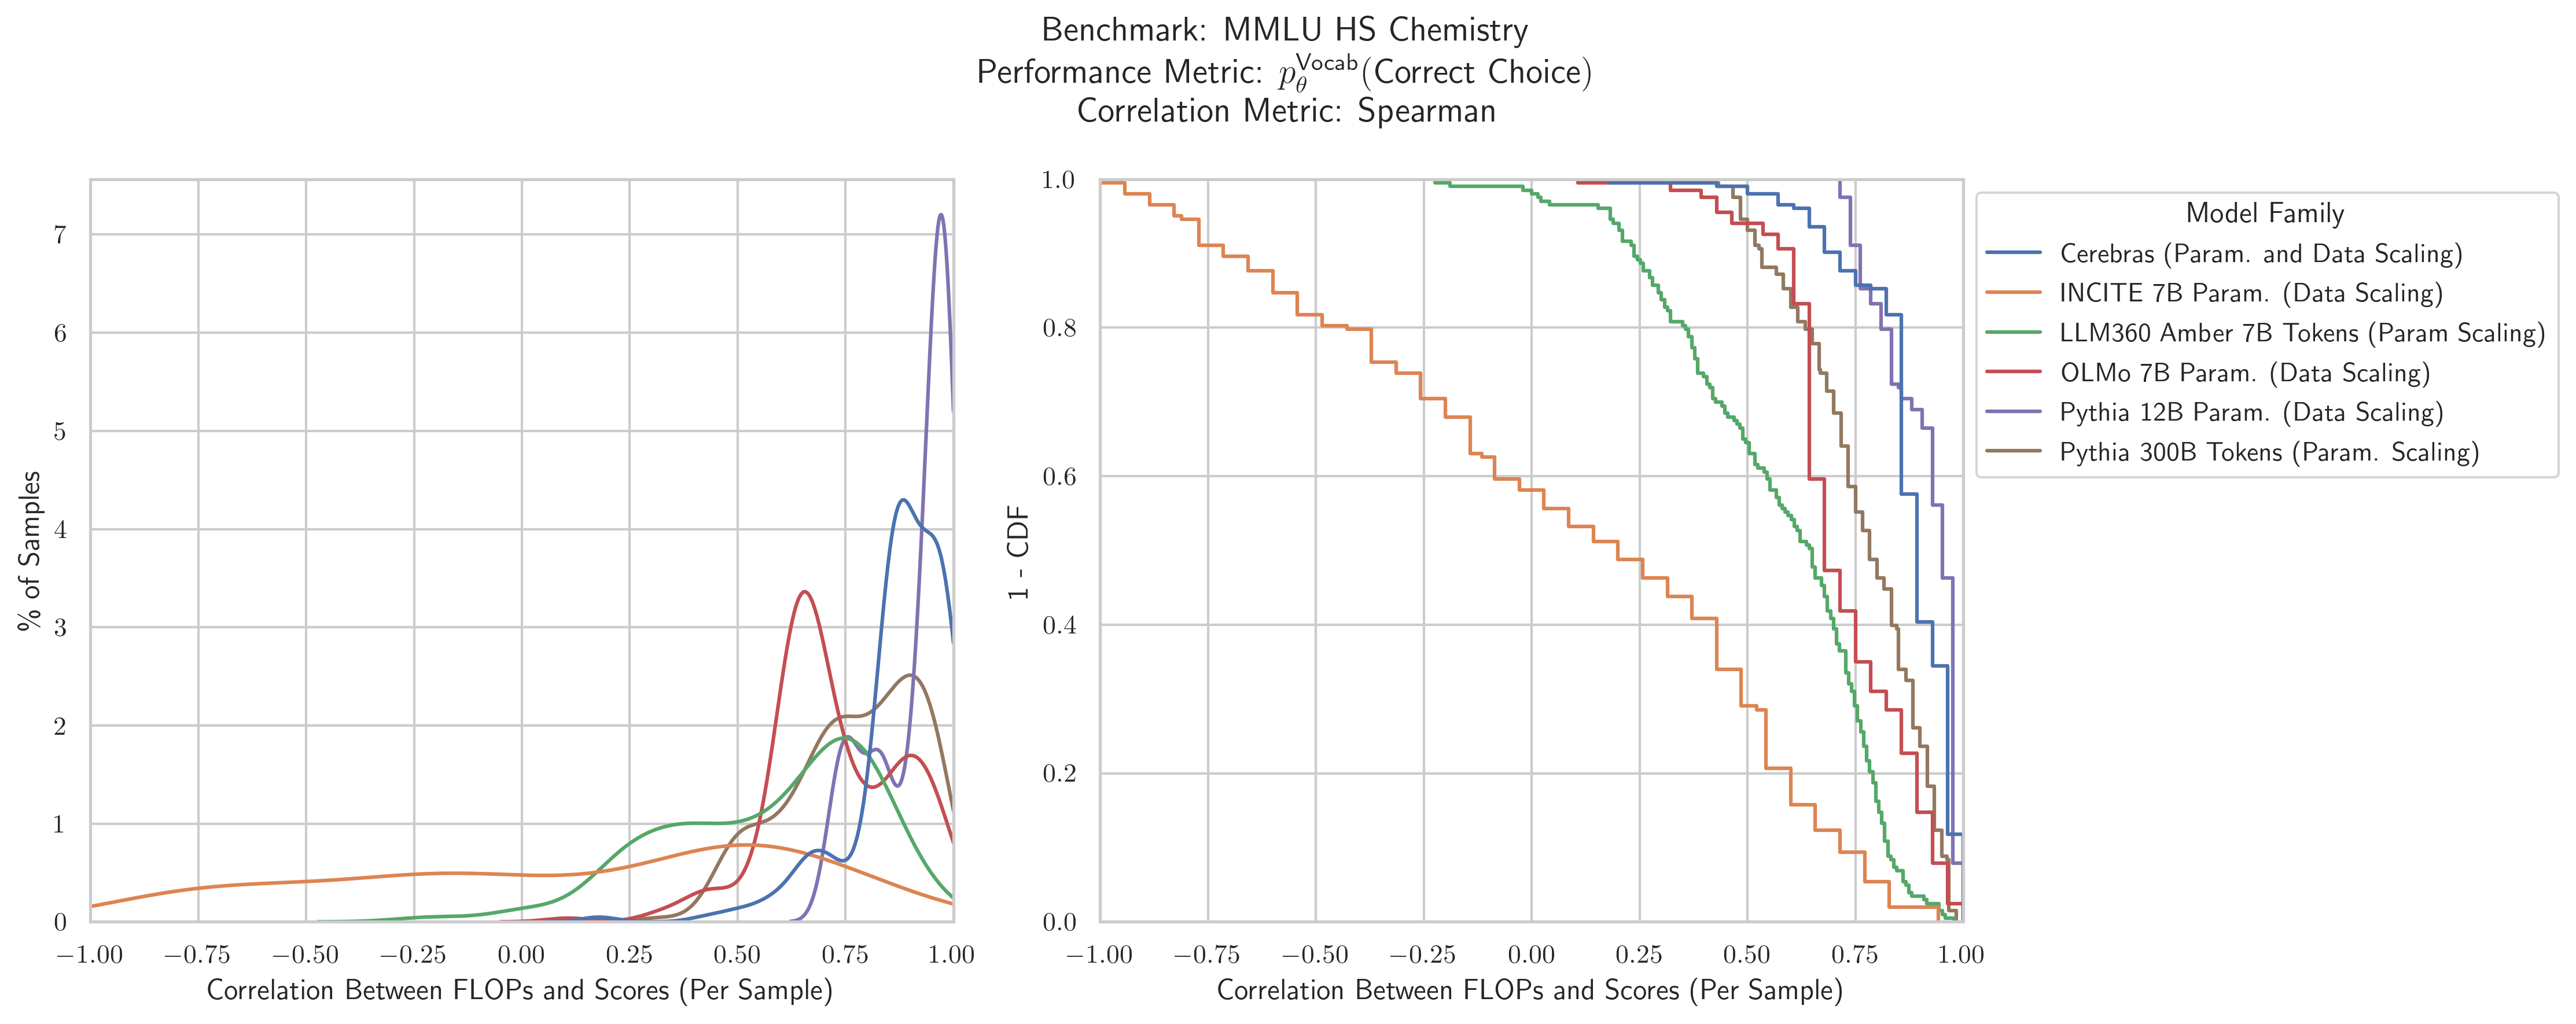 Benchmark: MMLU HS Chemistry
Performance Metric: $p_{\theta}^{\text{Vocab}}$(Correct Choice)
Correlation Metric: Spearman
% of Samples
7
6
5
4
3
2
1
0
−1.00 −0.75 −0.50 −0.25 0.00 0.25 0.50 0.75 1.00
Correlation Between FLOPs and Scores (Per Sample)
1 - CDF
1.0
0.8
0.6
0.4
0.2
0.0
−1.00 −0.75 −0.50 −0.25 0.00 0.25 0.50 0.75 1.00
Correlation Between FLOPs and Scores (Per Sample)
Model Family
Cerebras (Param. and Data Scaling)
INCITE 7B Param. (Data Scaling)
LLM360 Amber 7B Tokens (Param Scaling)
OLMo 7B Param. (Data Scaling)
Pythia 12B Param. (Data Scaling)
Pythia 300B Tokens (Param. Scaling)